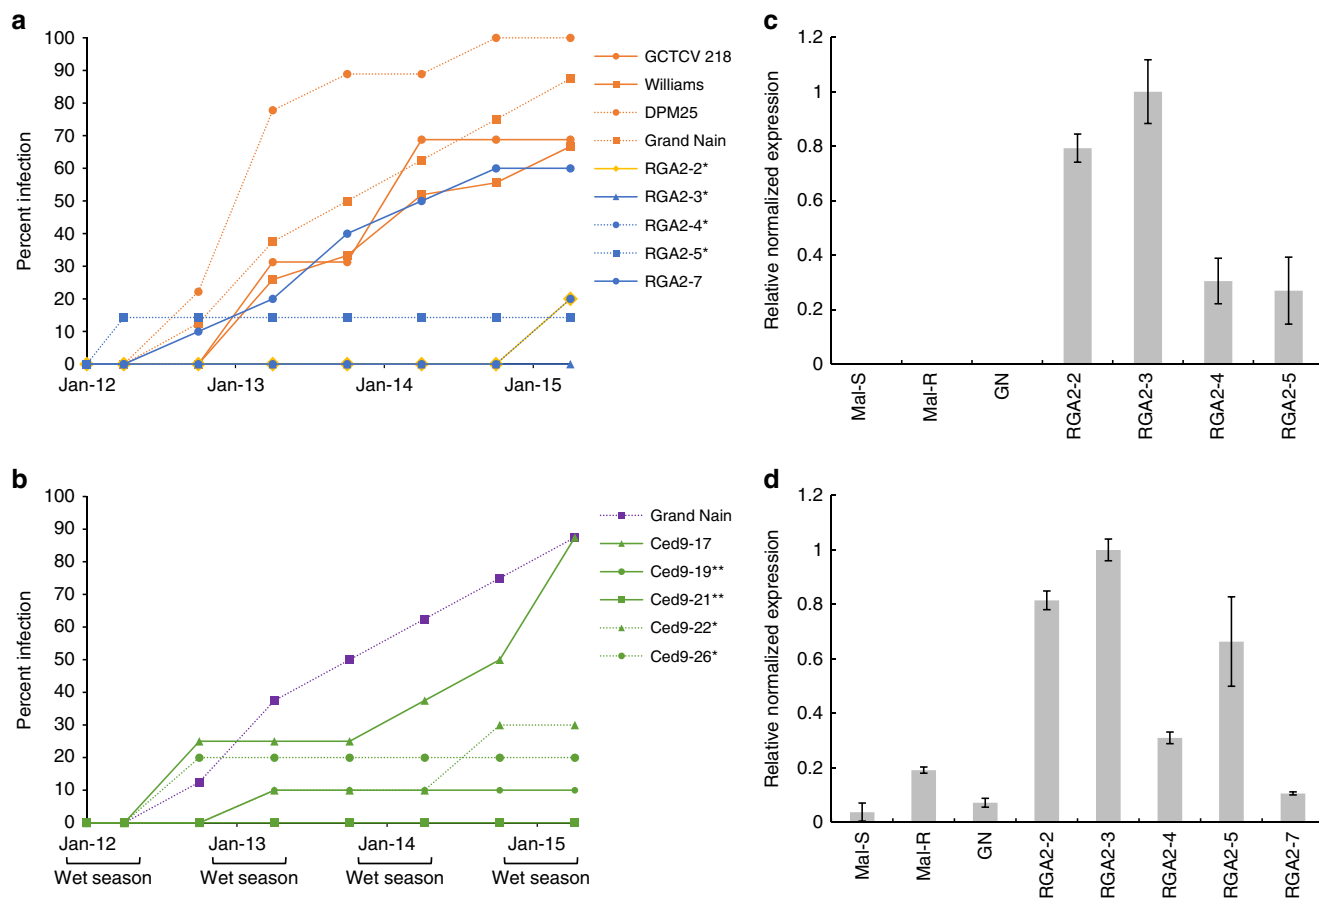 a
100
90
80
70
60
50
40
30
20
10
0
Percent infection
Jan-12
Jan-13
Jan-14
Jan-15
GCTCV 218
Williams
DPM25
Grand Nain
RGA2-2*
RGA2-3*
RGA2-4*
RGA2-5*
RGA2-7
c
1.2
1
0.8
0.6
0.4
0.2
0
Relative normalized expression
Mal-S
Mal-R
GN
RGA2-2
RGA2-3
RGA2-4
RGA2-5
b
100
90
80
70
60
50
40
30
20
10
0
Percent infection
Jan-12
Jan-13
Jan-14
Jan-15
Wet season
Wet season
Wet season
Wet season
Grand Nain
Ced9-17
Ced9-19**
Ced9-21**
Ced9-22*
Ced9-26*
d
1.2
1
0.8
0.6
0.4
0.2
0
Relative normalized expression
Mal-S
Mal-R
GN
RGA2-2
RGA2-3
RGA2-4
RGA2-5
RGA2-7